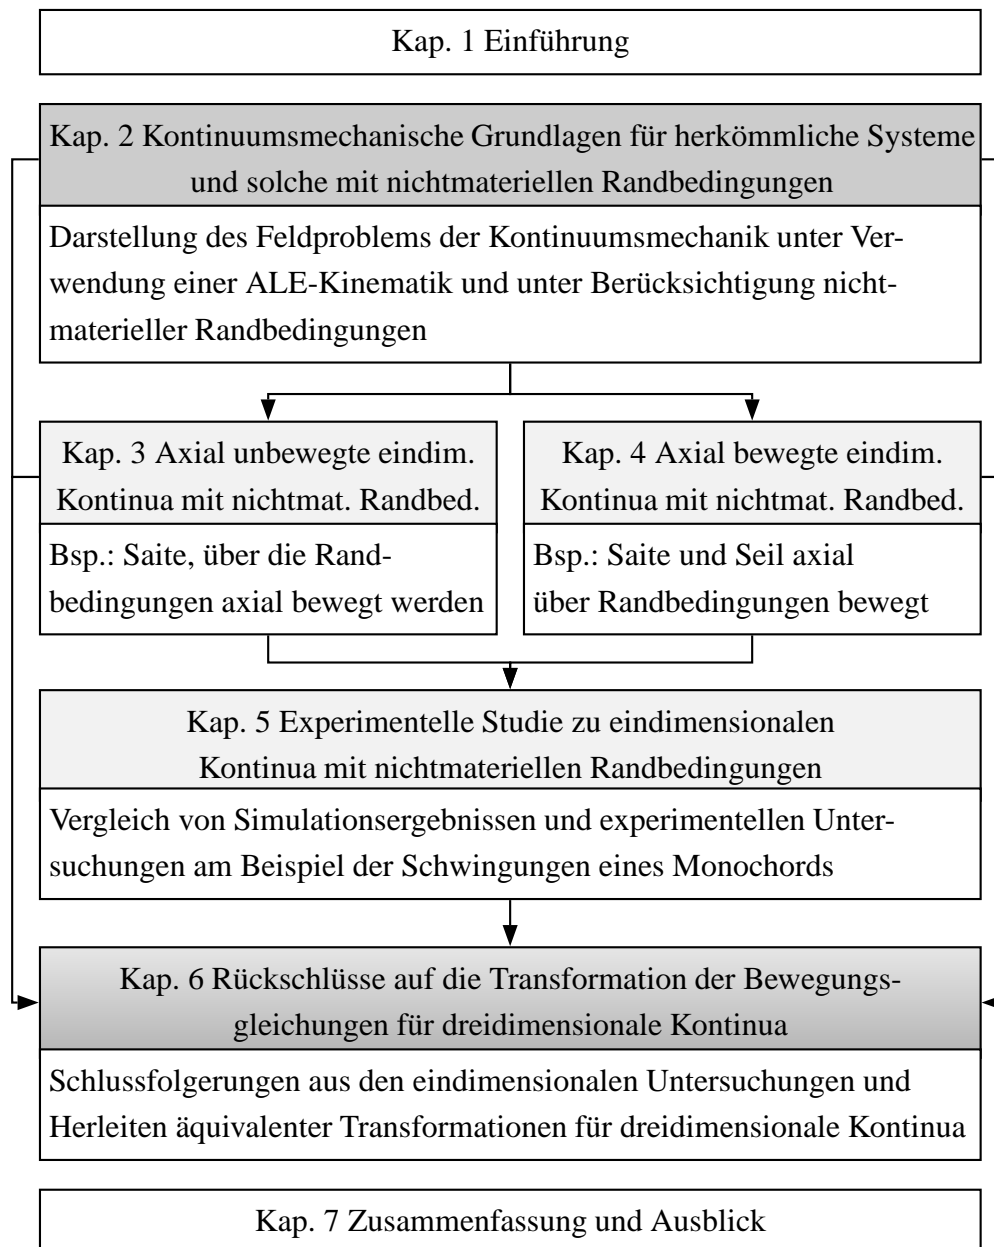 Kap. 1 Einführung
Kap. 2 Kontinuumsmechanische Grundlagen für herkömmliche Systeme
und solche mit nichtmateriellen Randbedingungen
Darstellung des Feldproblems der Kontinuumsmechanik unter Ver-
wendung einer ALE-Kinematik und unter Berücksichtigung nicht-
materieller Randbedingungen
Kap. 3 Axial unbewegte eindim.
Kontinua mit nichtmat. Randbed.
Bsp.: Saite, über die Rand-
bedingungen axial bewegt werden
Kap. 4 Axial bewegte eindim.
Kontinua mit nichtmat. Randbed.
Bsp.: Saite und Seil axial
über Randbedingungen bewegt
Kap. 5 Experimentelle Studie zu eindimensionalen
Kontinua mit nichtmateriellen Randbedingungen
Vergleich von Simulationsergebnissen und experimentellen Unter-
suchungen am Beispiel der Schwingungen eines Monochords
Kap. 6 Rückschlüsse auf die Transformation der Bewegungs-
gleichungen für dreidimensionale Kontinua
Schlussfolgerungen aus den eindimensionalen Untersuchungen und
Herleiten äquivalenter Transformationen für dreidimensionale Kontinua
Kap. 7 Zusammenfassung und Ausblick